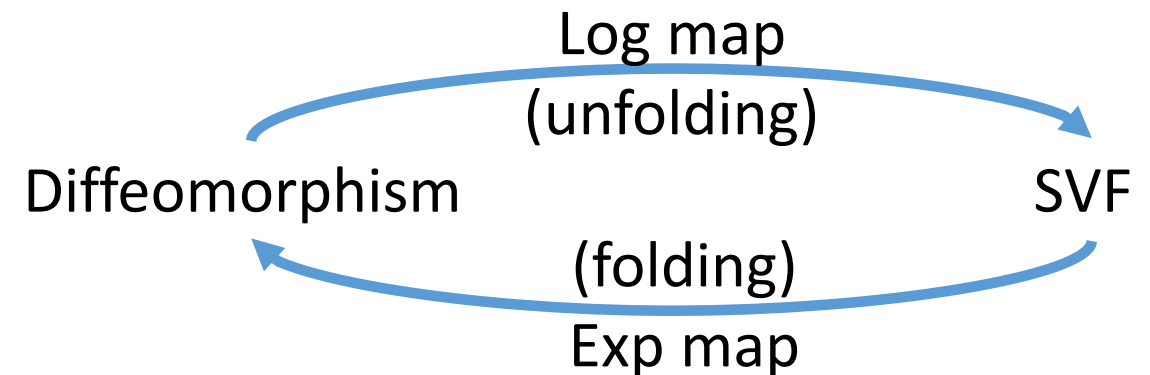 Log map
(unfolding)
Diffeomorphism SVF
(folding)
Exp map